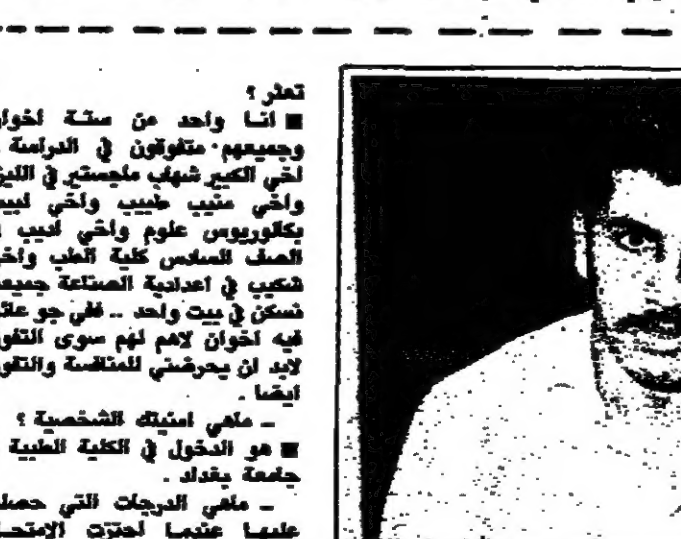 تعثر ؟
■ انا واحد من ستة اخوان
وجميعهم متفوقون في الدراسة
اخي الكبير شهاب ماجستير في الليزر
واخي منيب طبيب واخي لبيب
بكالوريوس علوم واخي اديب
الصف السادس كلية الطب واخي
شكيب في اعدادية الصناعة جميعا
نسكن في بيت واحد .. ففي جو عائلي
فيه اخوان لاهم لهم سوى التفوق
لابد ان يحرضني للمنافسة والتفوق
ايضا .
ـ ماهي امنيتك الشخصية ؟
■ هو الدخول في الكلية الطبية
جامعة بغداد .
ـ ماهي الدرجات التي حصلت
عليها عندما اجتزت الامتحان